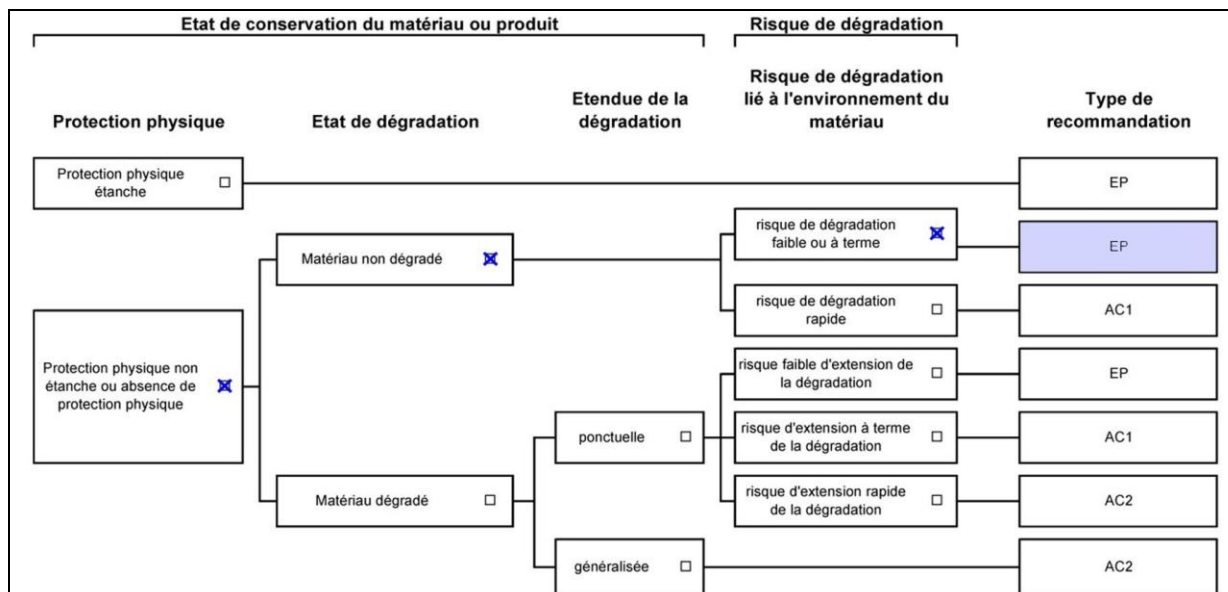 Etat de conservation du matériau ou produit
Risque de dégradation
Protection physique
Etat de dégradation
Etendue de la
dégradation
Risque de dégradation
lié à l'environnement du
matériau
Type de
recommandation
Protection physique
étanche
EP
risque de dégradation
faible ou à terme
EP
Matériau non dégradé
risque de dégradation
rapide
AC1
Protection physique non
étanche ou absence de
protection physique
risque faible d'extension de
la dégradation
EP
ponctuelle
risque d'extension à terme
de la dégradation
AC1
Matériau dégradé
risque d'extension rapide
de la dégradation
AC2
généralisée
AC2